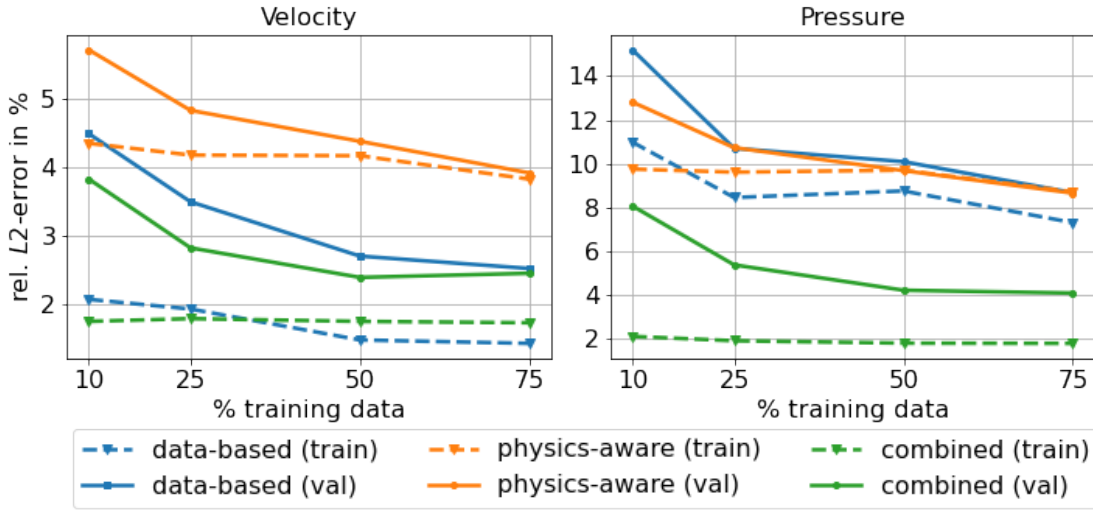 Velocity
Pressure
rel. L2-error in %
5
4
3
2
10 25 50 75
% training data
14
12
10
8
6
4
2
10 25 50 75
% training data
data-based (train)
physics-aware (train)
combined (train)
data-based (val)
physics-aware (val)
combined (val)